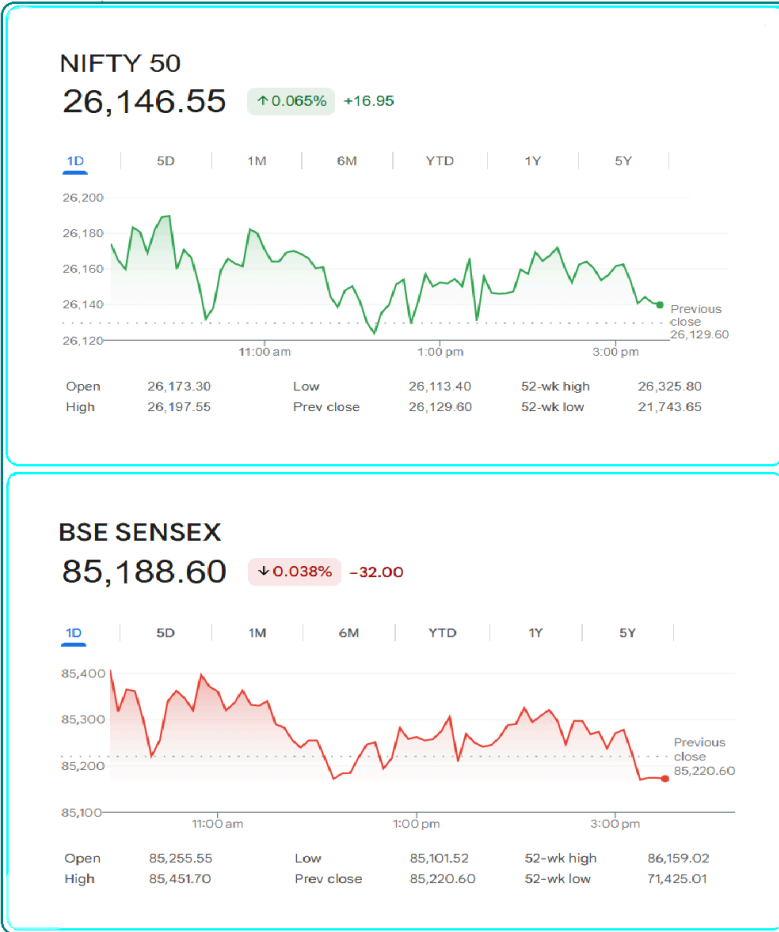 NIFTY 50
26,146.55 ↑ 0.065% +16.95
1D 5D 1M 6M YTD 1Y 5Y
26,200
26,180
26,160
26,140
26,120
Previous
close
26,129.60
11:00 am 1:00 pm 3:00 pm
Open 26,173.30 Low 26,113.40 52-wk high 26,325.80
High 26,197.55 Prev close 26,129.60 52-wk low 21,743.65
BSE SENSEX
85,188.60 ↓ 0.038% −32.00
1D 5D 1M 6M YTD 1Y 5Y
85,400
85,300
85,200
85,100
Previous
close
85,220.60
11:00 am 1:00 pm 3:00 pm
Open 85,255.55 Low 85,101.52 52-wk high 86,159.02
High 85,451.70 Prev close 85,220.60 52-wk low 71,425.01